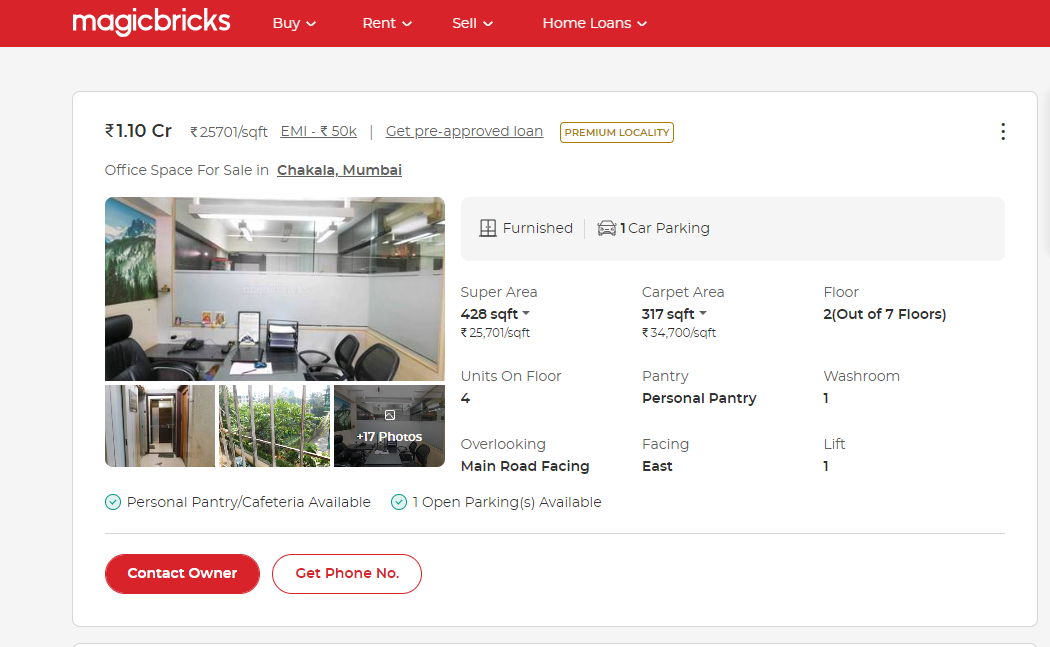 magicbricks
Buy
Rent
Sell
Home Loans
₹1.10 Cr ₹25701/sqft EMI - ₹ 50k | Get pre-approved loan PREMIUM LOCALITY
Office Space For Sale in Chakala, Mumbai
Furnished
1 Car Parking
Super Area
428 sqft
₹25,701/sqft
Carpet Area
317 sqft
₹34,700/sqft
Floor
2(Out of 7 Floors)
Units On Floor
4
Pantry
Personal Pantry
Washroom
1
+17 Photos
Overlooking
Main Road Facing
Facing
East
Lift
1
Personal Pantry/Cafeteria Available
1 Open Parking(s) Available
Contact Owner
Get Phone No.